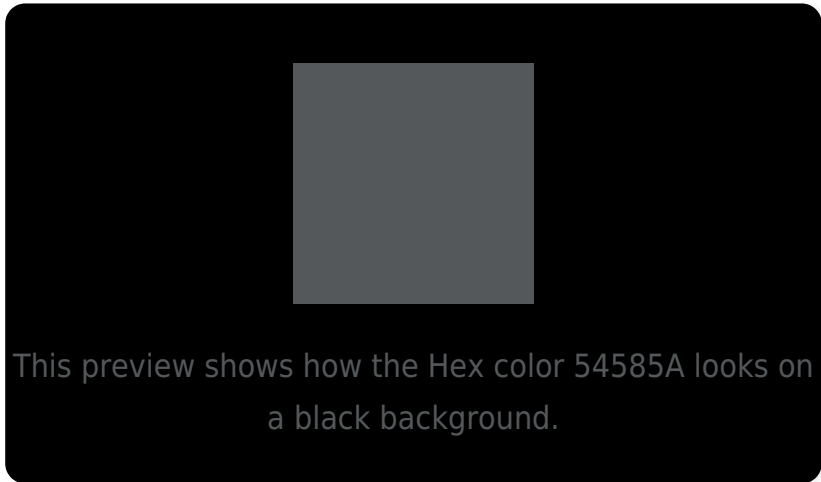 This preview shows how the Hex color 54585A looks on
a black background.